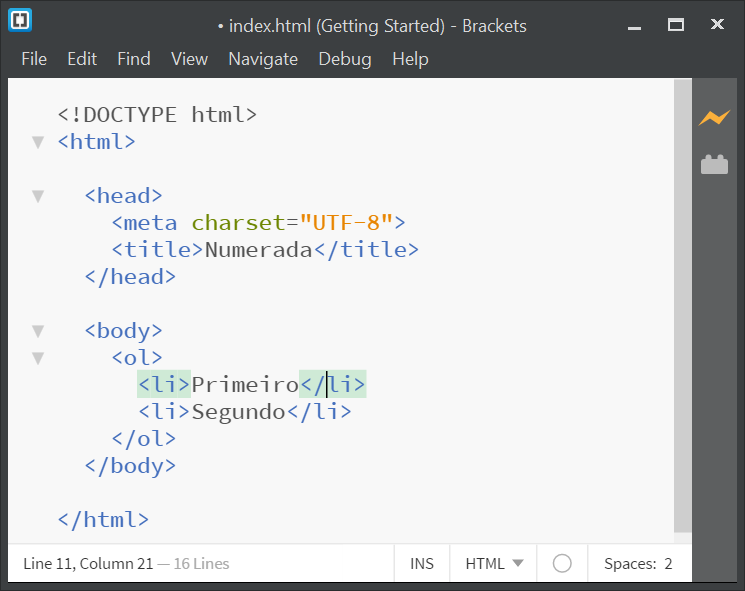 • index.html (Getting Started) - Brackets
File Edit Find View Navigate Debug Help
<!DOCTYPE html>
<html>
<head>
<meta charset="UTF-8">
<title>Numerada</title>
</head>
<body>
<ol>
<li>Primeiro</li>
<li>Segundo</li>
</ol>
</body>
</html>
Line 11, Column 21 — 16 Lines INS HTML Spaces: 2